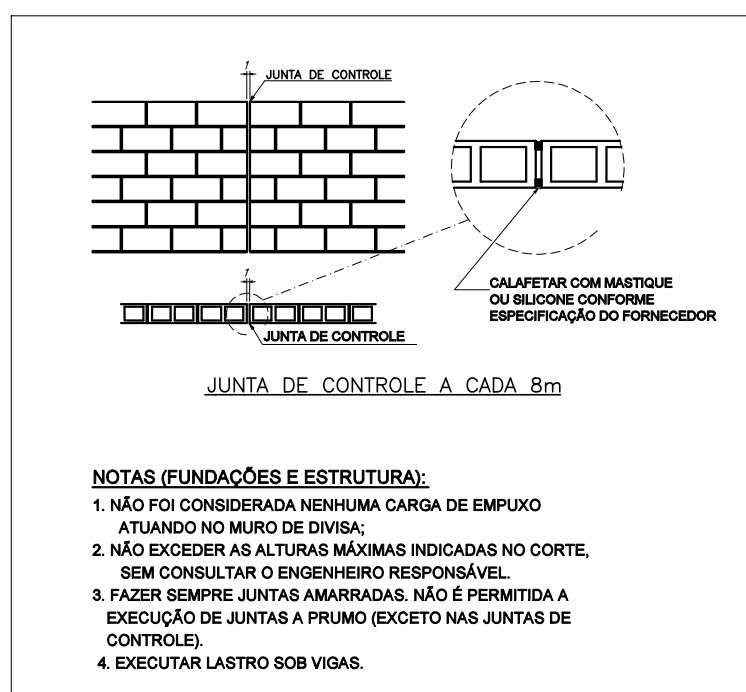 1
JUNTA DE CONTROLE
1
JUNTA DE CONTROLE
CALAFETAR COM MASTIQUE
OU SILICONE CONFORME
ESPECIFICAÇÃO DO FORNECEDOR
JUNTA DE CONTROLE A CADA 8m
NOTAS (FUNDAÇÕES E ESTRUTURA):
1. NÃO FOI CONSIDERADA NENHUMA CARGA DE EMPUXO
ATUANDO NO MURO DE DIVISA;
2. NÃO EXCEDER AS ALTURAS MÁXIMAS INDICADAS NO CORTE,
SEM CONSULTAR O ENGENHEIRO RESPONSÁVEL.
3. FAZER SEMPRE JUNTAS AMARRADAS. NÃO É PERMITIDA A
EXECUÇÃO DE JUNTAS A PRUMO (EXCETO NAS JUNTAS DE
CONTROLE).
4. EXECUTAR LASTRO SOB VIGAS.